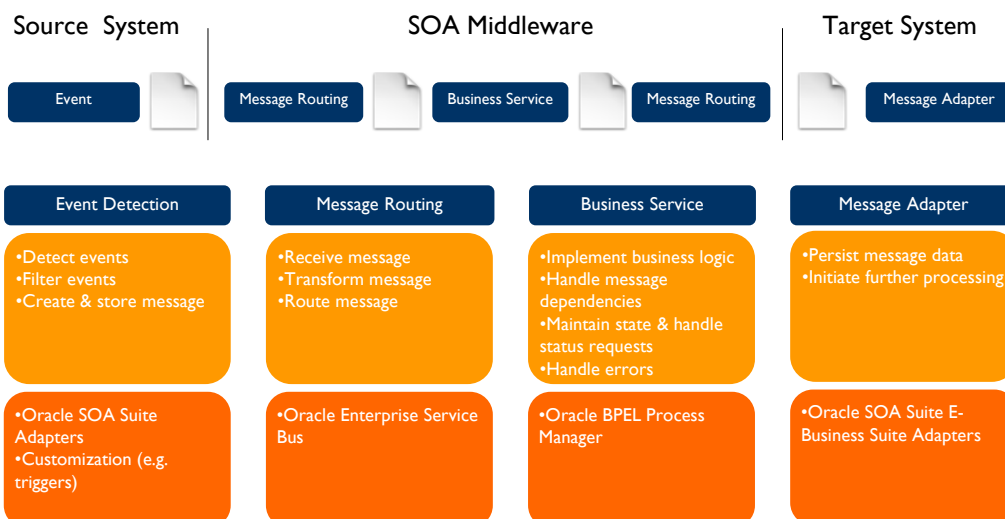 Source System
SOA Middleware
Target System
Event
Message Routing
Business Service
Message Routing
Message Adapter
Event Detection
Message Routing
Business Service
Message Adapter
•Detect events
•Filter events
•Create & store message
•Receive message
•Transform message
•Route message
•Implement business logic
•Handle message
dependencies
•Maintain state & handle
status requests
•Handle errors
•Persist message data
•Initiate further processing
•Oracle SOA Suite
Adapters
•Customization (e.g.
triggers)
•Oracle Enterprise Service
Bus
•Oracle BPEL Process
Manager
•Oracle SOA Suite E-
Business Suite Adapters